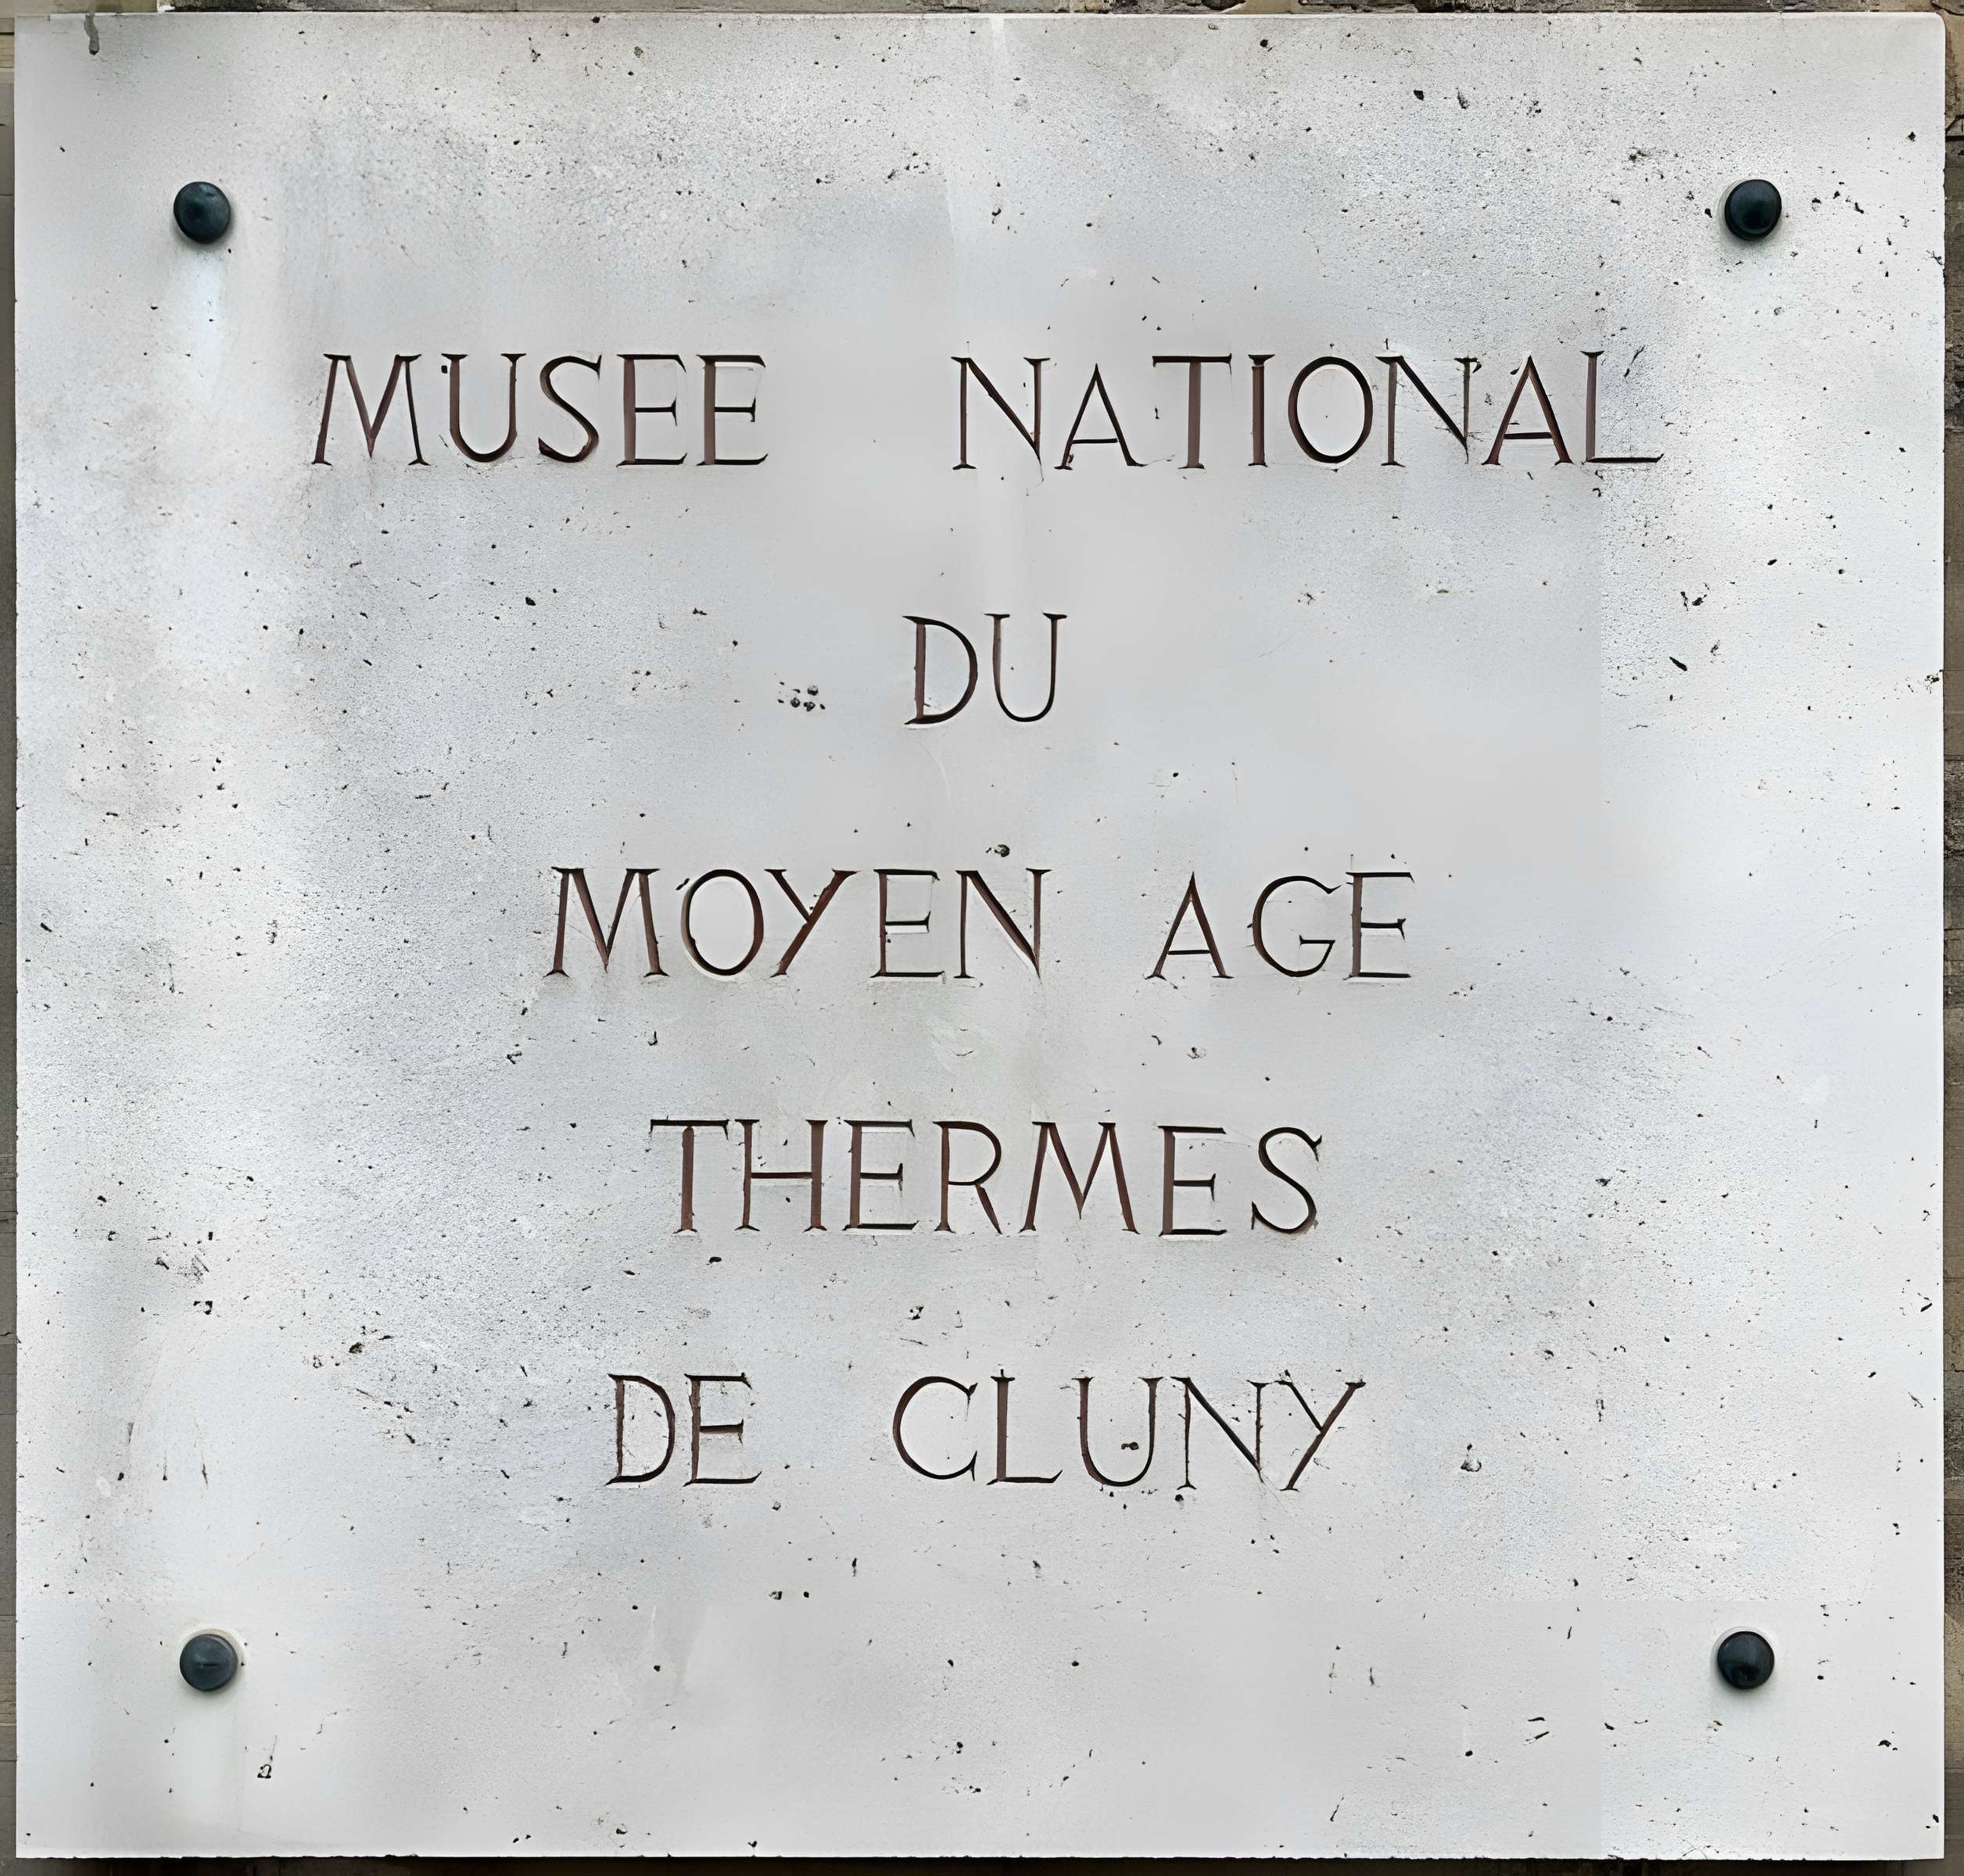 MUSEE NATIONAL
DU
MOYEN AGE
THERMES
DE CLUNY